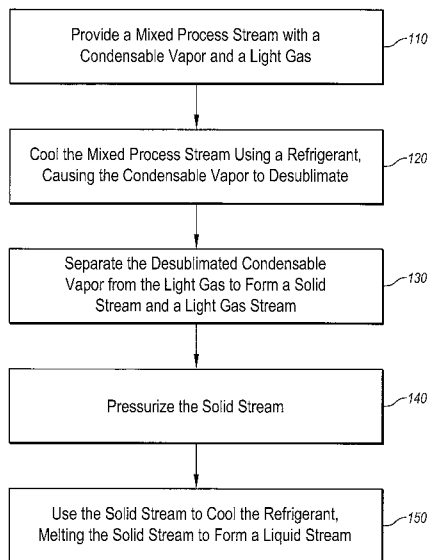 Provide a Mixed Process Stream with a
Condensable Vapor and a Light Gas
110
Cool the Mixed Process Stream Using a Refrigerant,
Causing the Condensable Vapor to Desublimate
120
Separate the Desublimated Condensable
Vapor from the Light Gas to Form a Solid
Stream and a Light Gas Stream
130
Pressurize the Solid Stream
140
Use the Solid Stream to Cool the Refrigerant,
Melting the Solid Stream to Form a Liquid Stream
150